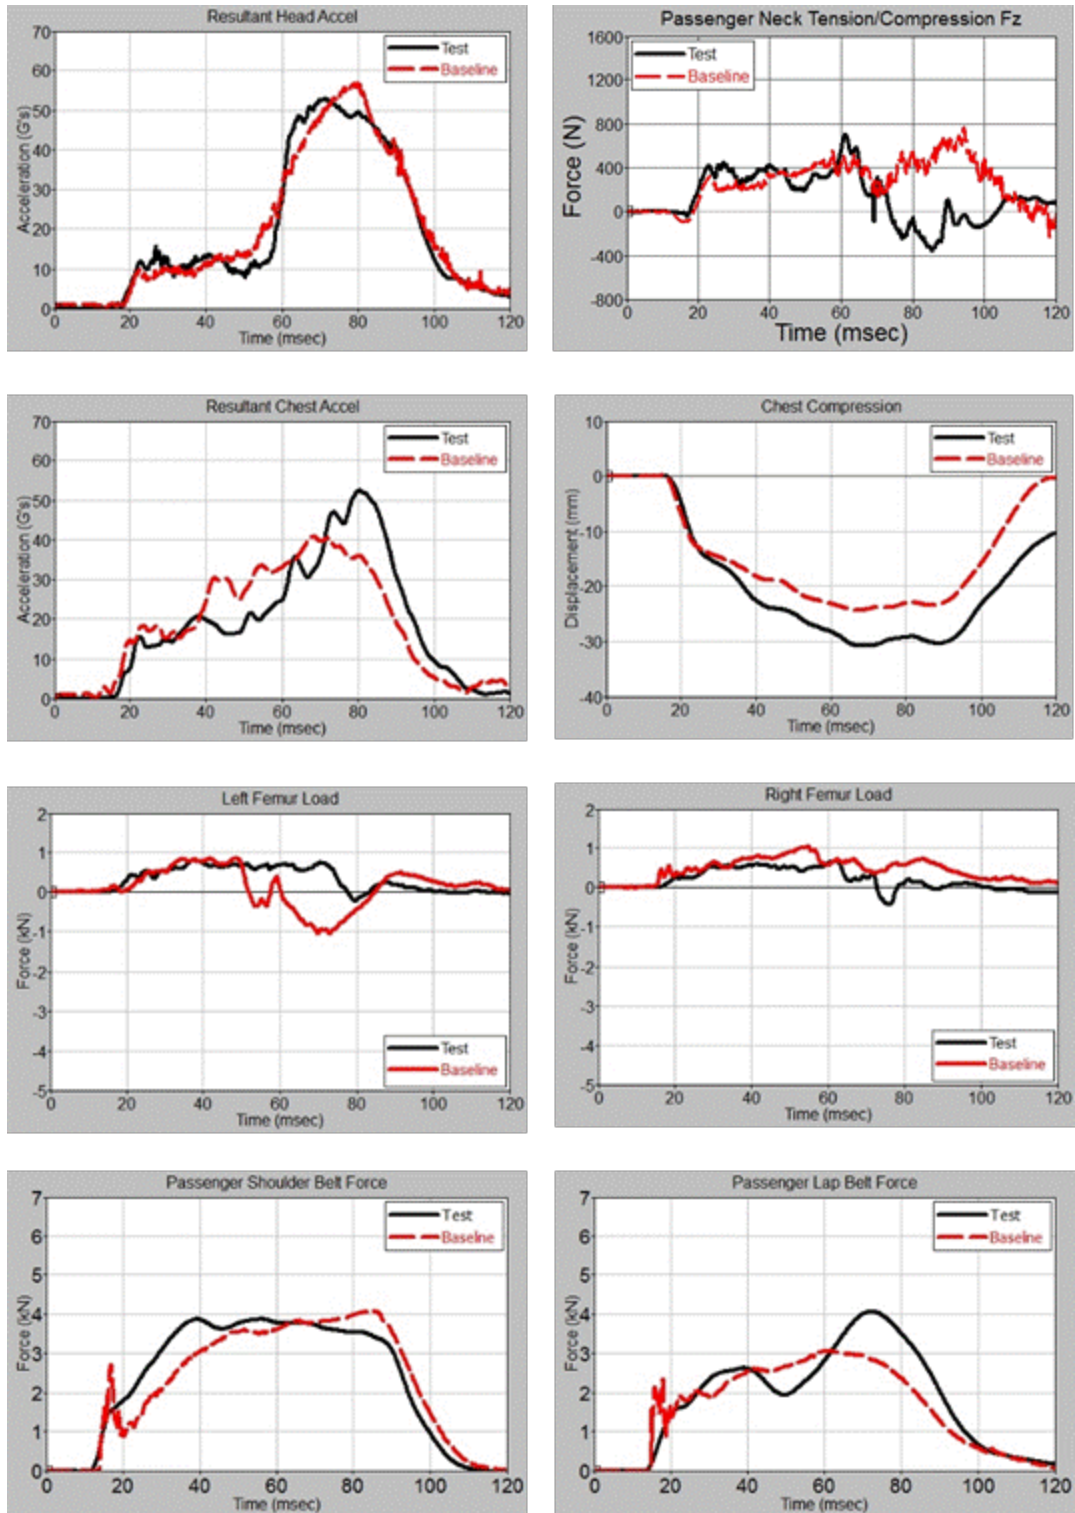 Resultant Head Accel
70
60
50
40
30
20
10
0
Acceleration (G's)
Test
Baseline
0 20 40 60 80 100 120
Time (msec)
Passenger Neck Tension/Compression Fz
1600
1200
800
400
0
-400
-800
Force (N)
Test
Baseline
0 20 40 60 80 100 120
Time (msec)
Resultant Chest Accel
70
60
50
40
30
20
10
0
Acceleration (G's)
Test
Baseline
0 20 40 60 80 100 120
Time (msec)
Chest Compression
10
0
-10
-20
-30
-40
Displacement (mm)
Test
Baseline
0 20 40 60 80 100 120
Time (msec)
Left Femur Load
2
1
0
-1
-2
-3
-4
-5
Force (kN)
Test
Baseline
0 20 40 60 80 100 120
Time (msec)
Right Femur Load
2
1
0
-1
-2
-3
-4
-5
Force (kN)
Test
Baseline
0 20 40 60 80 100 120
Time (msec)
Passenger Shoulder Belt Force
7
6
5
4
3
2
1
0
Force (kN)
Test
Baseline
0 20 40 60 80 100 120
Time (msec)
Passenger Lap Belt Force
7
6
5
4
3
2
1
0
Force (kN)
Test
Baseline
0 20 40 60 80 100 120
Time (msec)